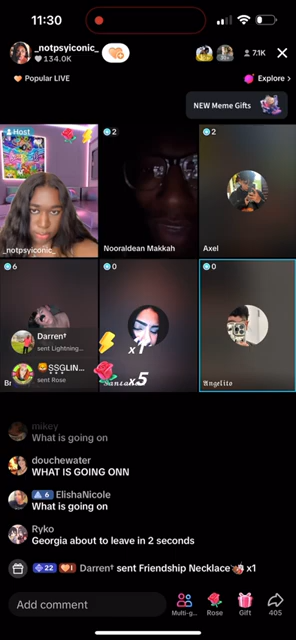 11:30
_notpsyiconic_
134.0K
7.1K
Popular LIVE
Explore >
NEW Meme Gifts
Host
2
2
_notpsyiconic_
Nooraldean Makkah
Axel
6
0
0
Darren†
sent Lightning...
SSGLIN...
sent Rose
x1
x5
Angelito
mikey
What is going on
douchewater
WHAT IS GOING ONN
6 ElishaNicole
What is going on
Ryko
Georgia about to leave in 2 seconds
22 1 Darren† sent Friendship Necklace x1
Add comment
Multi-g...
Rose
Gift
405